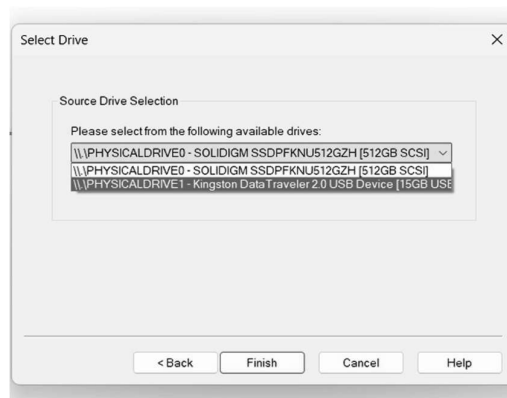 Select Drive
Source Drive Selection
Please select from the following available drives:
\\.\PHYSICALDRIVE0 - SOLIDIGM SSDPFKNU512GZH [512GB SCSI]
\\.\PHYSICALDRIVE0 - SOLIDIGM SSDPFKNU512GZH [512GB SCSI]
\\.\PHYSICALDRIVE1 - Kingston DataTraveler 2.0 USB Device [15GB USB
< Back
Finish
Cancel
Help